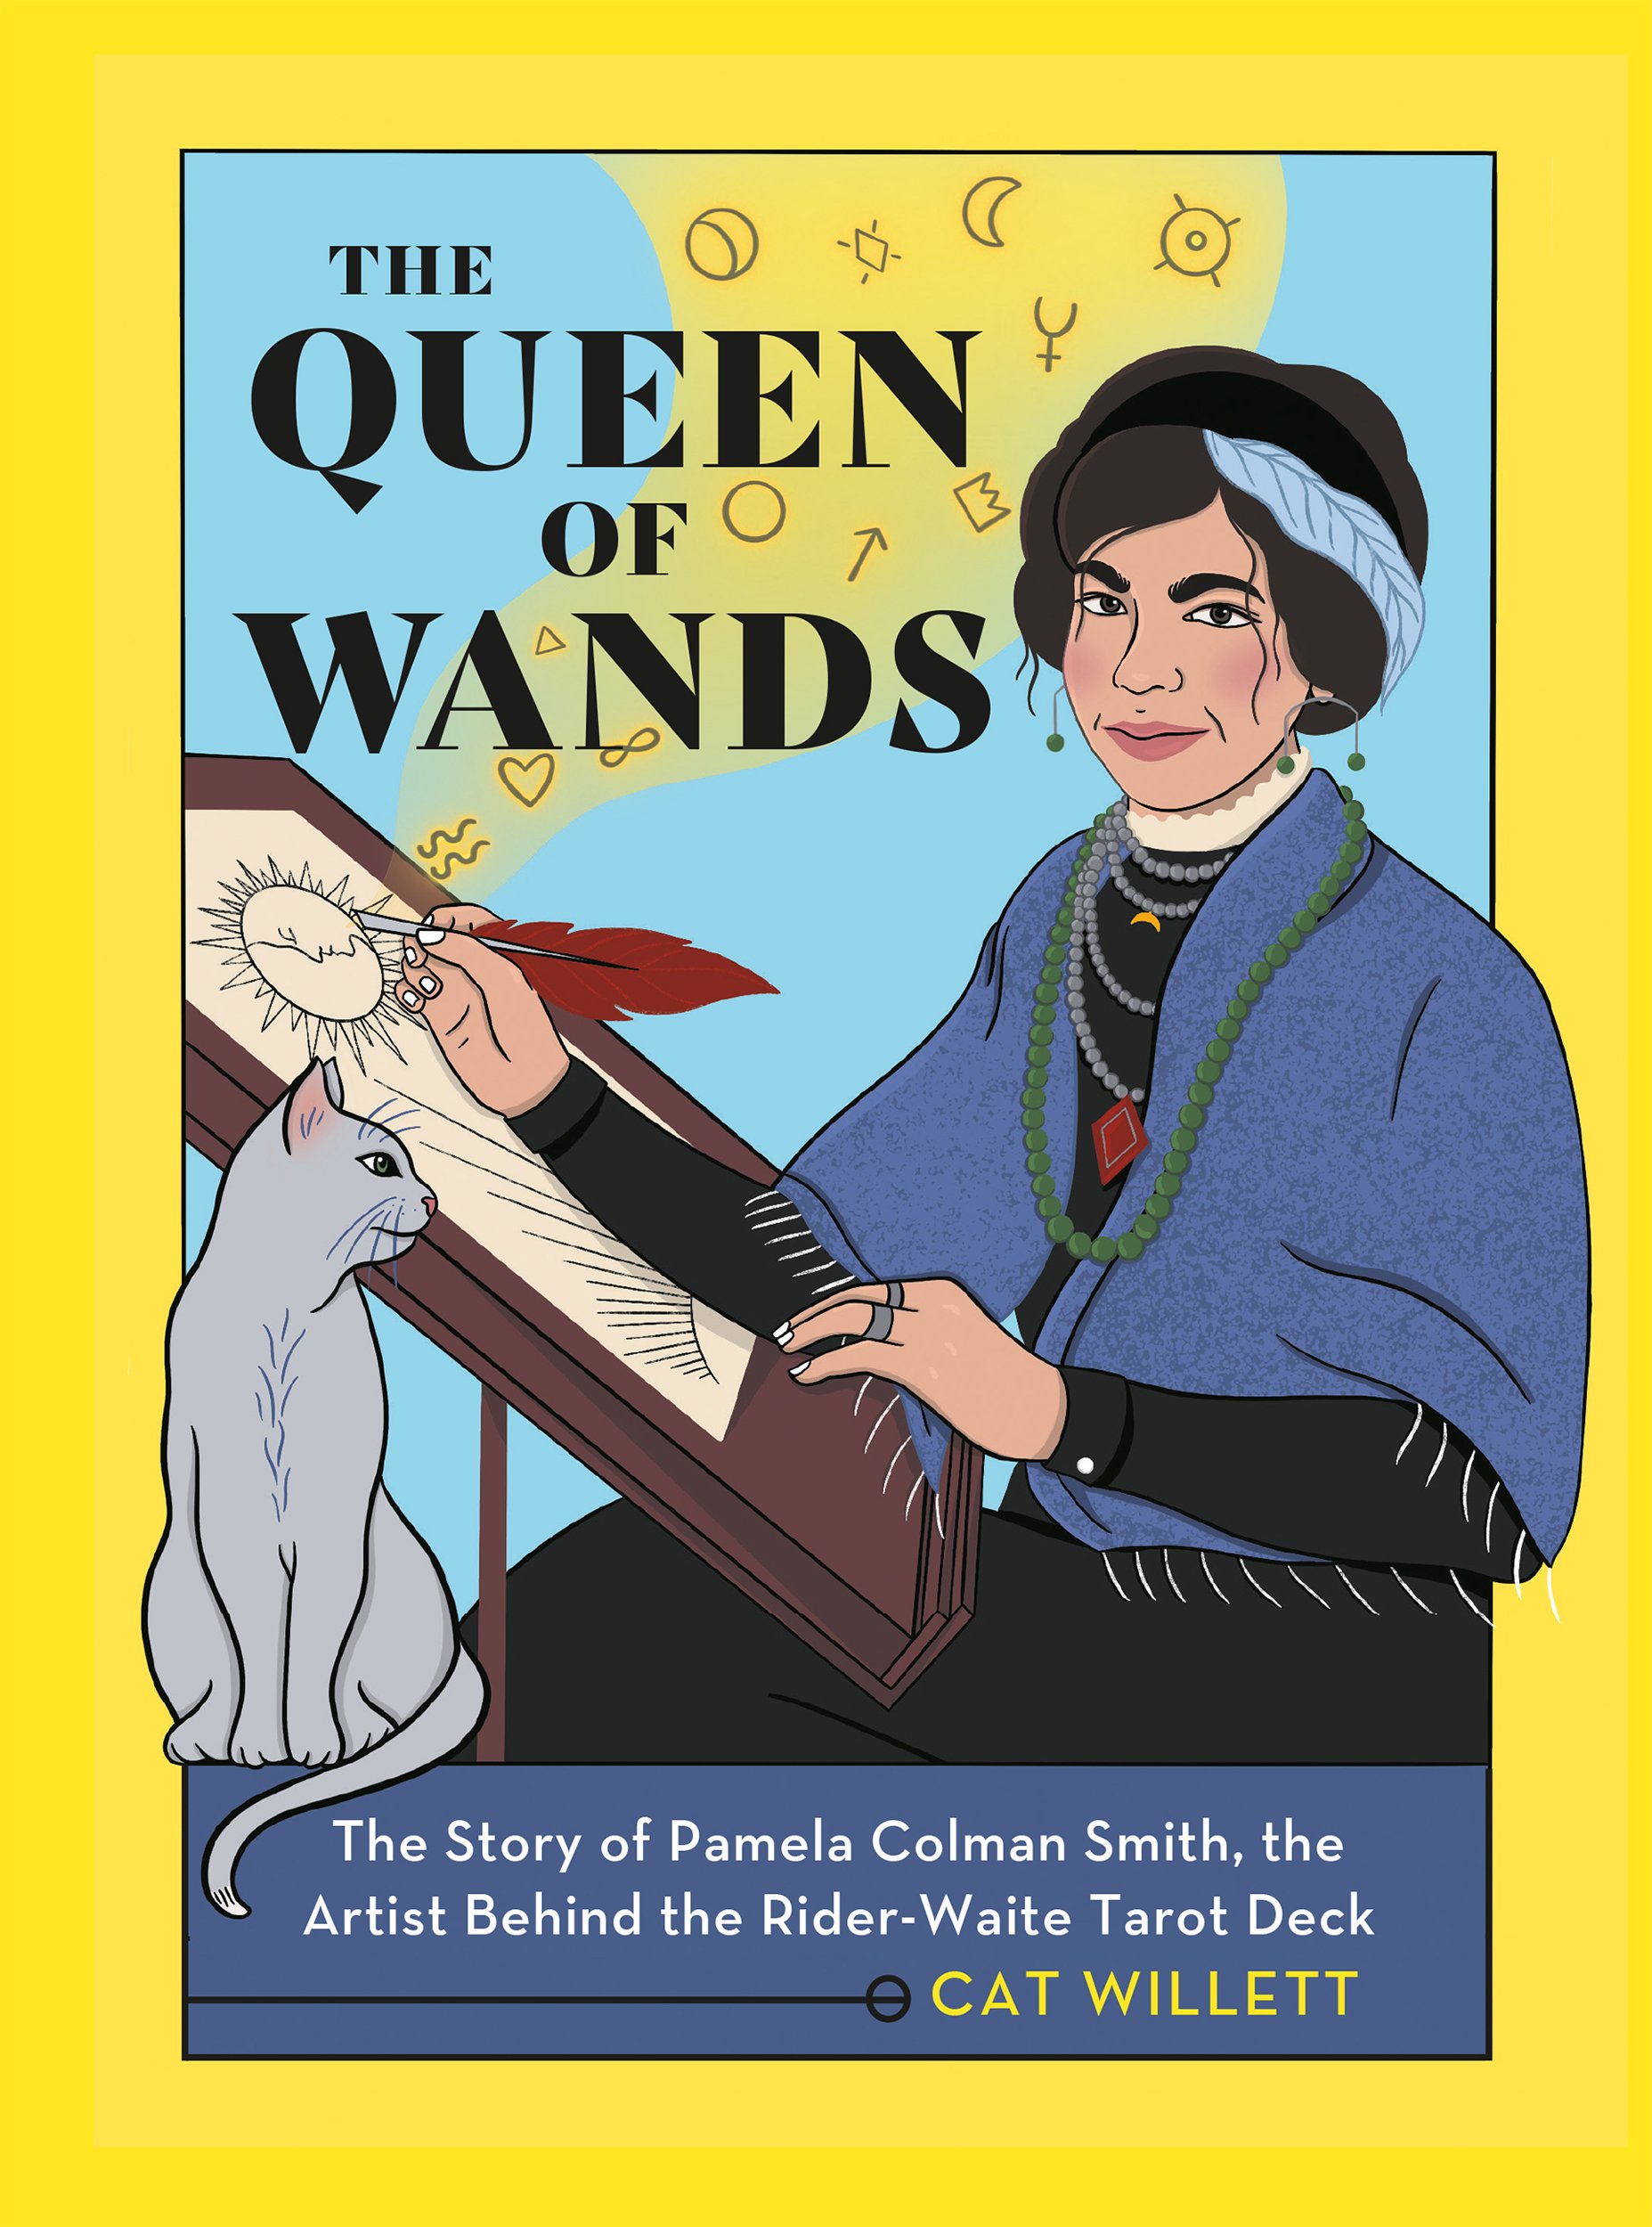 THE
QUEEN
OF
WANDS
The Story of Pamela Colman Smith, the
Artist Behind the Rider-Waite Tarot Deck
CAT WILLETT